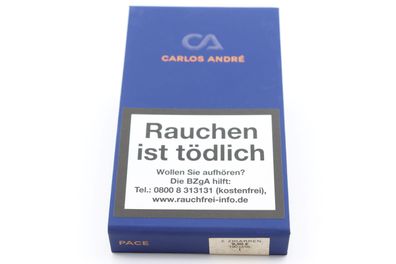 CA
CARLOS ANDRÉ
Rauchen
ist tödlich
Wollen Sie aufhören?
Die BZgA hilft:
Tel.: 0800 8 313131 (kostenfrei),
www.rauchfrei-info.de
PACE
ZIGARREN